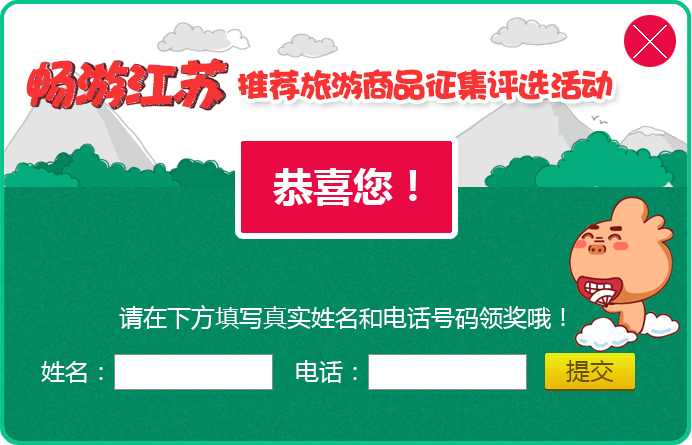 畅游江苏 推荐旅游商品征集评选活动
恭喜您！
请在下方填写真实姓名和电话号码领奖哦！
姓名： 电话： 提交